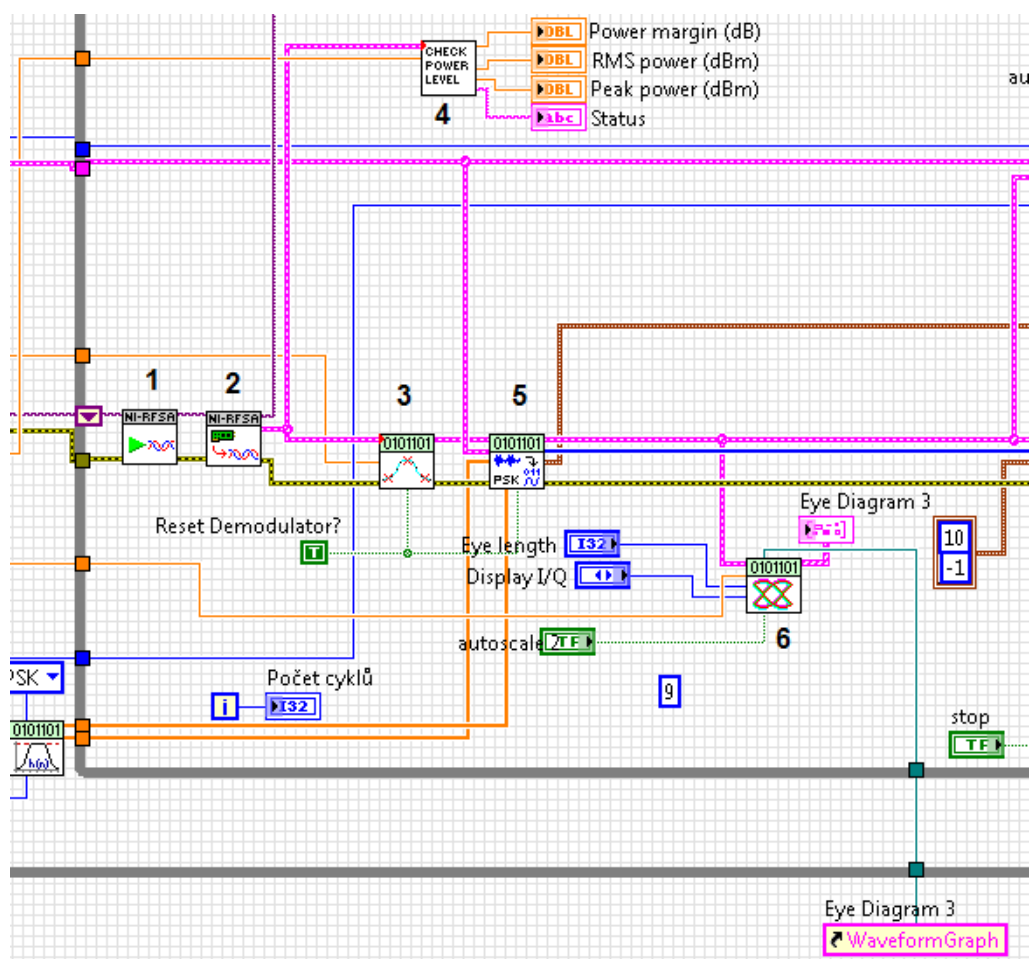 CHECK
POWER
LEVEL
4
DBL Power margin (dB)
DBL RMS power (dBm)
DBL Peak power (dBm)
abc Status
au
1
2
3
5
NI-RFSA
NI-RFSA
0101101
0101101
011
PSK
Reset Demodulator?
T
Eye length I32
Display I/Q
autoscale 2 TF
Eye Diagram 3
0101101
6
10
-1
PSK
Počet cyklů
i
I32
9
stop
TF
0101101
h(n)
Eye Diagram 3
WaveformGraph